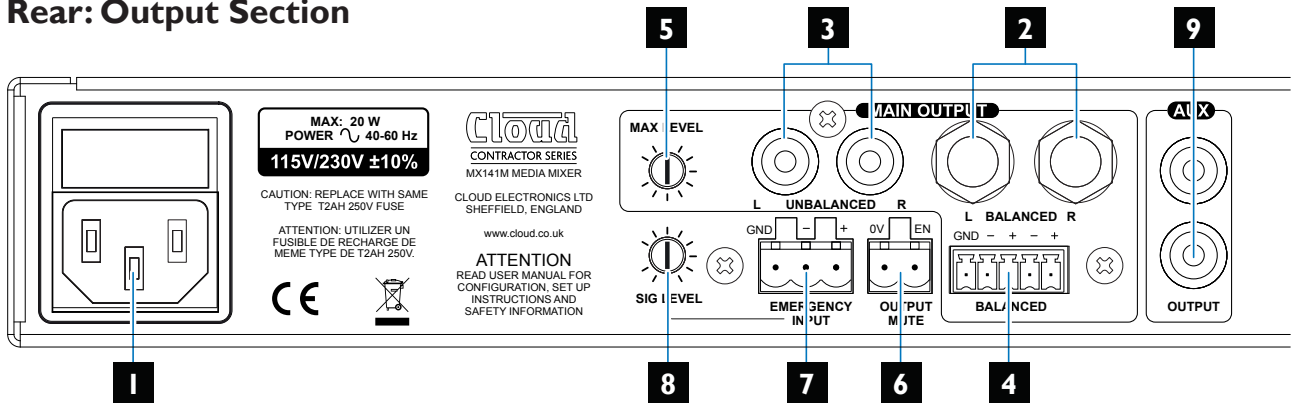 Rear: Output Section
5
3
2
9
MAX: 20 W
POWER 40-60 Hz
115V/230V ±10%
CAUTION: REPLACE WITH SAME
TYPE T2AH 250V FUSE
ATTENTION: UTILIZER UN
FUSIBLE DE RECHARGE DE
MEME TYPE DE T2AH 250V.
CE
Cloud
CONTRACTOR SERIES
MX141M MEDIA MIXER
CLOUD ELECTRONICS LTD
SHEFFIELD, ENGLAND
www.cloud.co.uk
ATTENTION
READ USER MANUAL FOR
CONFIGURATION, SET UP
INSTRUCTIONS AND
SAFETY INFORMATION
MAX LEVEL
SIG LEVEL
MAIN OUTPUT
L UNBALANCED R
L BALANCED R
GND − +
0V EN
GND − + − +
EMERGENCY
INPUT
OUTPUT
MUTE
BALANCED
AUX
OUTPUT
1
8
7
6
4